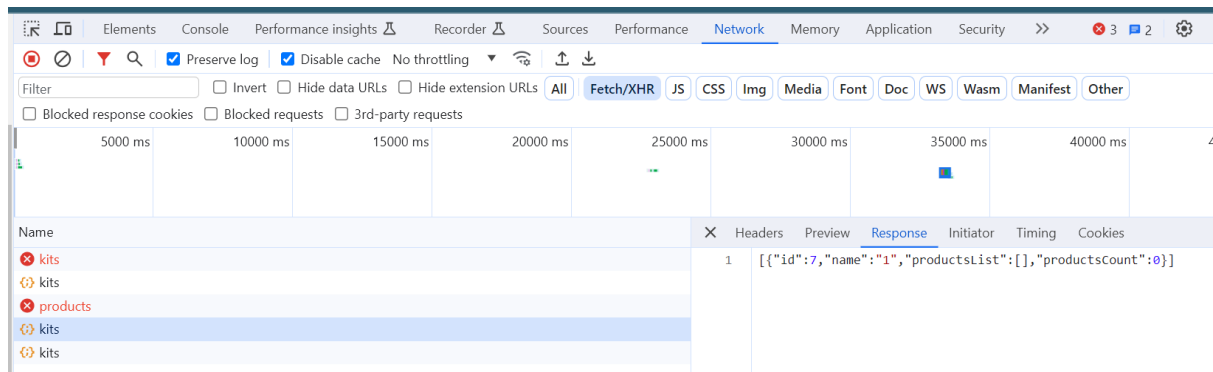 Elements Console Performance insights Recorder Sources Performance Network Memory Application Security 3 2
Preserve log Disable cache No throttling
Filter Invert Hide data URLs Hide extension URLs All Fetch/XHR JS CSS Img Media Font Doc WS Wasm Manifest Other
Blocked response cookies Blocked requests 3rd-party requests
5000 ms 10000 ms 15000 ms 20000 ms 25000 ms 30000 ms 35000 ms 40000 ms 4
Name Headers Preview Response Initiator Timing Cookies
kits 1 [{"id":7,"name":"1","productsList":[],"productsCount":0}]
kits
products
kits
kits